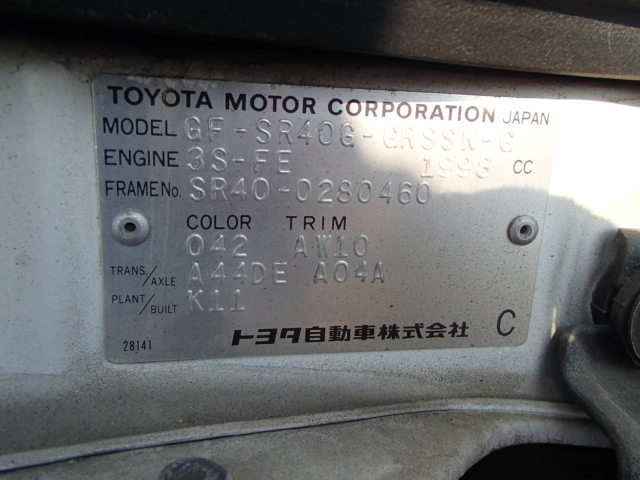 TOYOTA MOTOR CORPORATION JAPAN
MODEL GF-SR40G-GRSSK-G
ENGINE 3S-FE 1998 CC
FRAME No. SR40-0280460
COLOR TRIM
042 AW10
TRANS./AXLE A44DE A04A
PLANT/BUILT K11
28141 トヨタ自動車株式会社 C